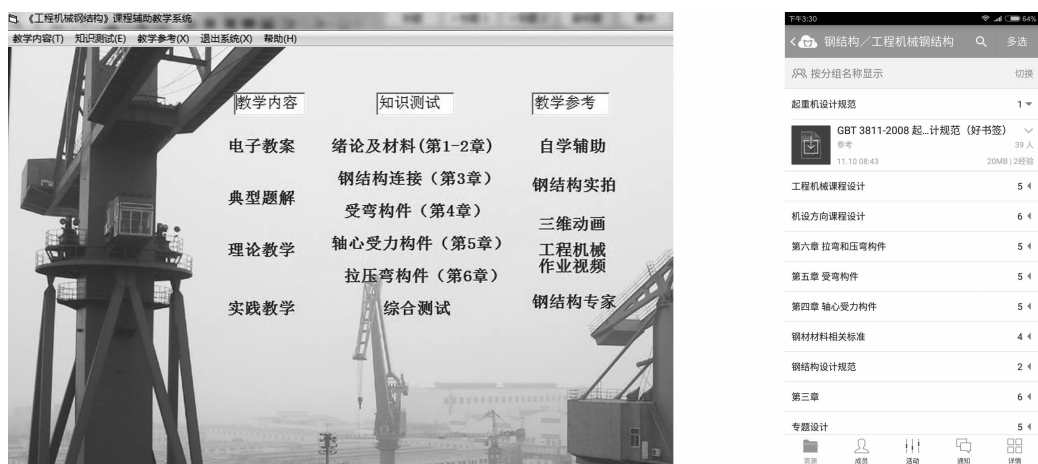 《工程机械钢结构》课程辅助教学系统
教学内容(T) 知识测试(E) 教学参考(X) 退出系统(X) 帮助(H)
教学内容
电子教案
典型题解
理论教学
实践教学
知识测试
绪论及材料(第1-2章)
钢结构连接（第3章）
受弯构件（第4章）
轴心受力构件（第5章）
拉压弯构件（第6章）
综合测试
教学参考
自学辅助
钢结构实拍
三维动画
工程机械
作业视频
钢结构专家
下午3:30 64%
钢结构／工程机械钢结构 多选
按分组名称显示 切换
起重机设计规范 1
GBT 3811-2008 起...计规范（好书签）
参考 39 人
11.10 08:43 20MB | 2经验
工程机械课程设计 5
机设方向课程设计 6
第六章 拉弯和压弯构件 5
第五章 受弯构件 5
第四章 轴心受力构件 5
钢材材料相关标准 4
钢结构设计规范 2
第三章 6
专题设计 5
资源 成员 活动 通知 详情